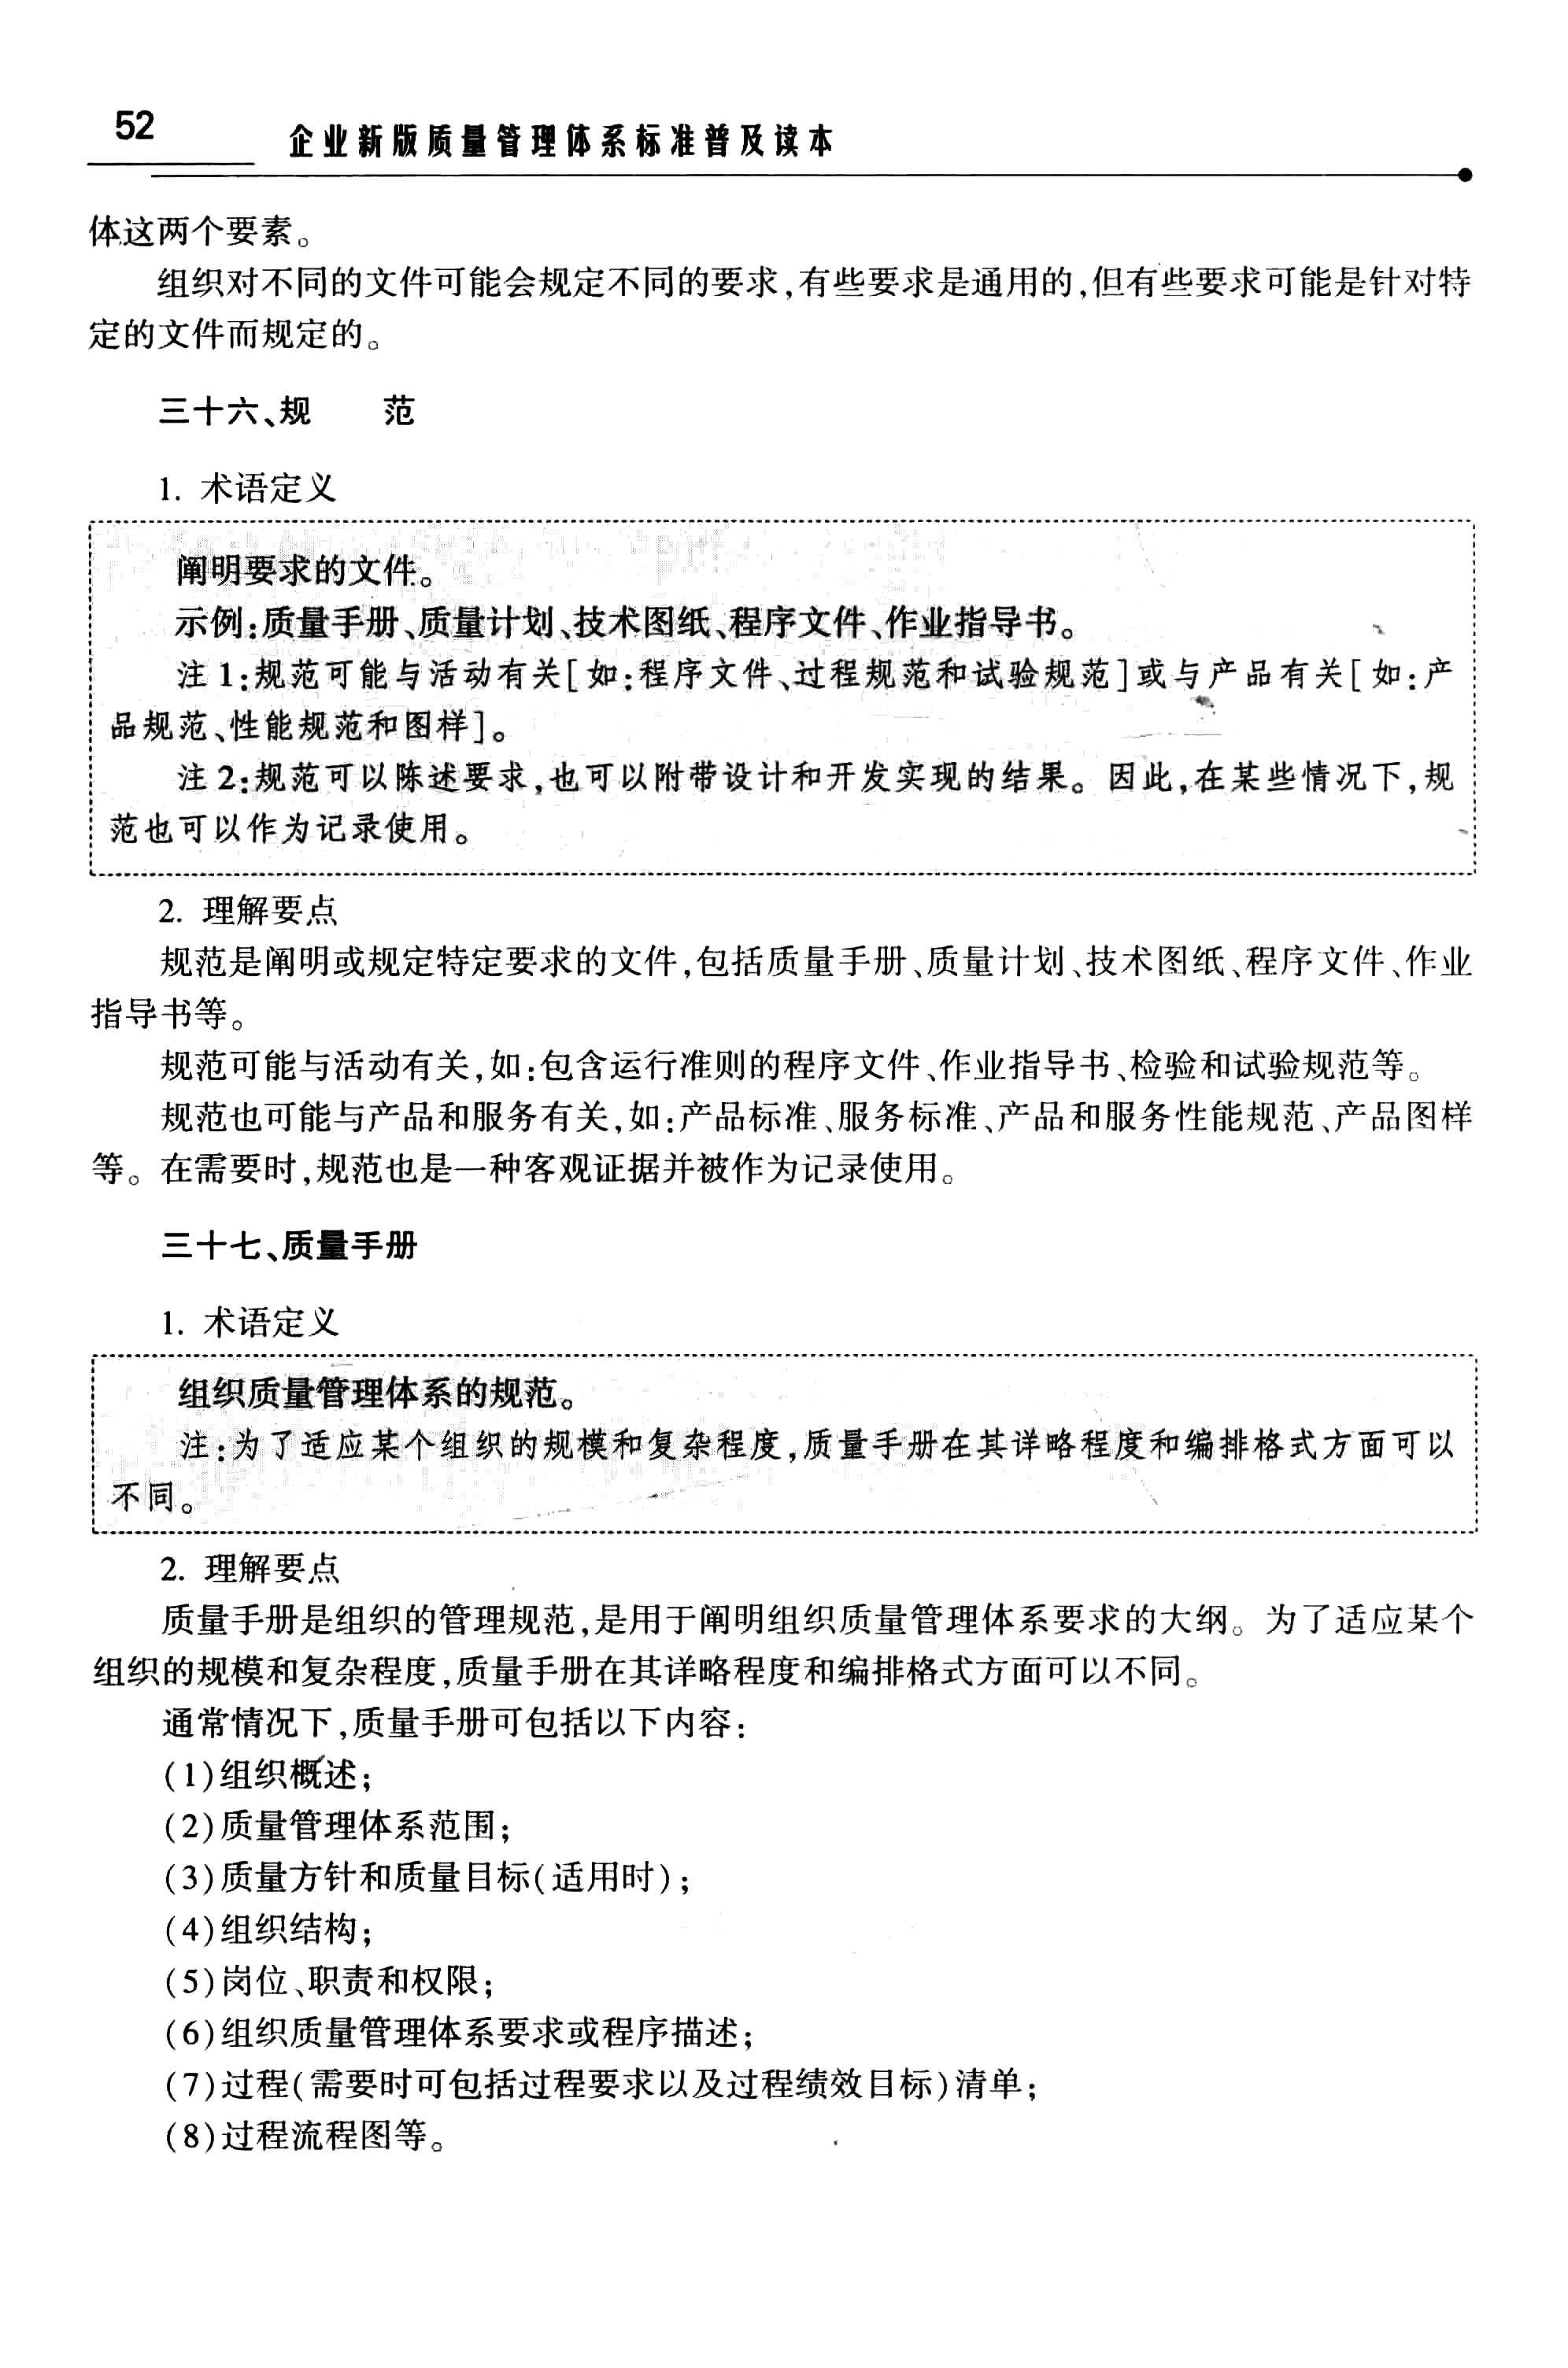 52
企业新版质量管理体系标准普及读本
体这两个要素。
组织对不同的文件可能会规定不同的要求,有些要求是通用的,但有些要求可能是针对特
定的文件而规定的。
三十六、规　　范
1. 术语定义
阐明要求的文件。
示例:质量手册、质量计划、技术图纸、程序文件、作业指导书。
注1:规范可能与活动有关[如:程序文件、过程规范和试验规范]或与产品有关[如:产
品规范、性能规范和图样]。
注2:规范可以陈述要求,也可以附带设计和开发实现的结果。因此,在某些情况下,规
范也可以作为记录使用。
2. 理解要点
规范是阐明或规定特定要求的文件,包括质量手册、质量计划、技术图纸、程序文件、作业
指导书等。
规范可能与活动有关,如:包含运行准则的程序文件、作业指导书、检验和试验规范等。
规范也可能与产品和服务有关,如:产品标准、服务标准、产品和服务性能规范、产品图样
等。在需要时,规范也是一种客观证据并被作为记录使用。
三十七、质量手册
1. 术语定义
组织质量管理体系的规范。
注:为了适应某个组织的规模和复杂程度,质量手册在其详略程度和编排格式方面可以
不同。
2. 理解要点
质量手册是组织的管理规范,是用于阐明组织质量管理体系要求的大纲。为了适应某个
组织的规模和复杂程度,质量手册在其详略程度和编排格式方面可以不同。
通常情况下,质量手册可包括以下内容:
(1)组织概述;
(2)质量管理体系范围;
(3)质量方针和质量目标(适用时);
(4)组织结构;
(5)岗位、职责和权限;
(6)组织质量管理体系要求或程序描述;
(7)过程(需要时可包括过程要求以及过程绩效目标)清单;
(8)过程流程图等。